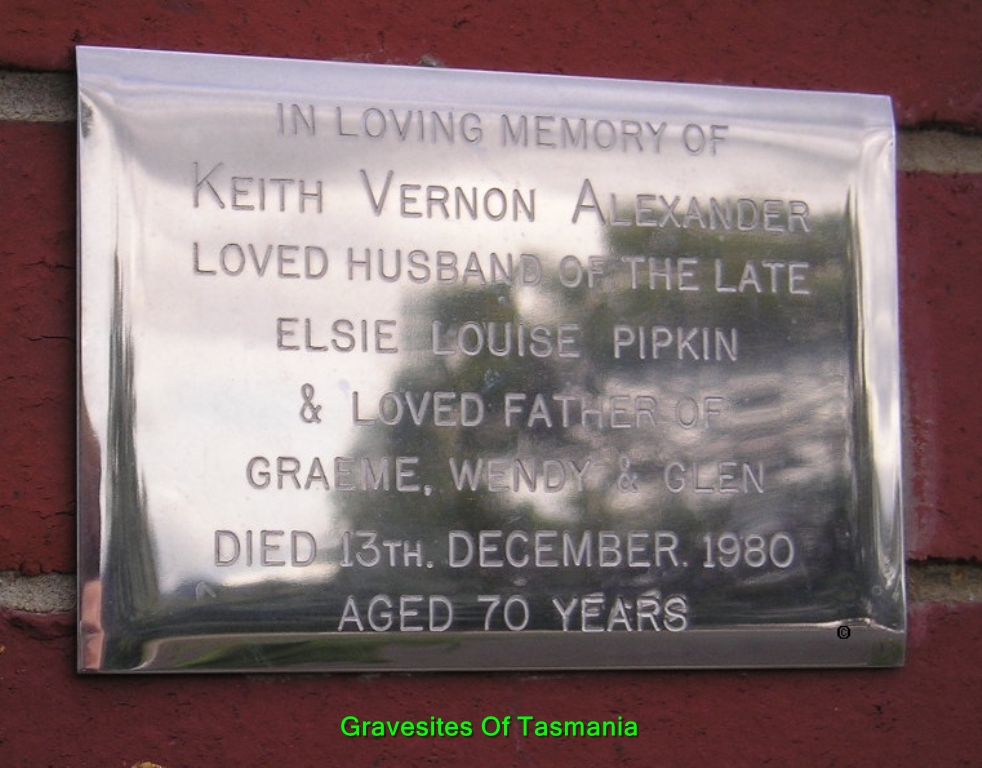 IN LOVING MEMORY OF
KEITH VERNON ALEXANDER
LOVED HUSBAND OF THE LATE
ELSIE LOUISE PIPKIN
& LOVED FATHER OF
GRAEME, WENDY & GLEN
DIED 13TH. DECEMBER. 1980
AGED 70 YEARS
©
Gravesites Of Tasmania